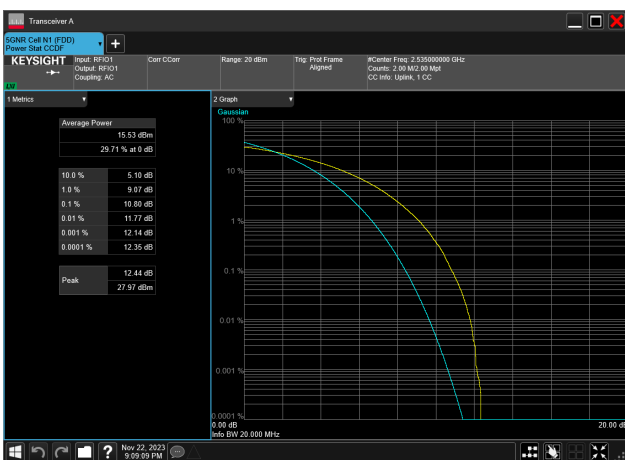 Transceiver A
5GNR Cell N1 (FDD)
Power Stat CCDF
KEYSIGHT
Input: RFIO1
Output: RFIO1
Coupling: AC
Corr CCorr
Range: 20 dBm
Trig: Prot Frame
Aligned
#Center Freq: 2.535000000 GHz
Counts: 2.00 M/2.00 Mpt
CC Info: Uplink, 1 CC
1 Metrics
Average Power
15.53 dBm
29.71 % at 0 dB
10.0 % 5.10 dB
1.0 % 9.07 dB
0.1 % 10.80 dB
0.01 % 11.77 dB
0.001 % 12.14 dB
0.0001 % 12.35 dB
Peak
12.44 dB
27.97 dBm
2 Graph
Gaussian
100 %
10 %
1 %
0.1 %
0.01 %
0.001 %
0.0001 %
0.00 dB
20.00 dB
Info BW 20.000 MHz
Nov 22, 2023
9:09:09 PM